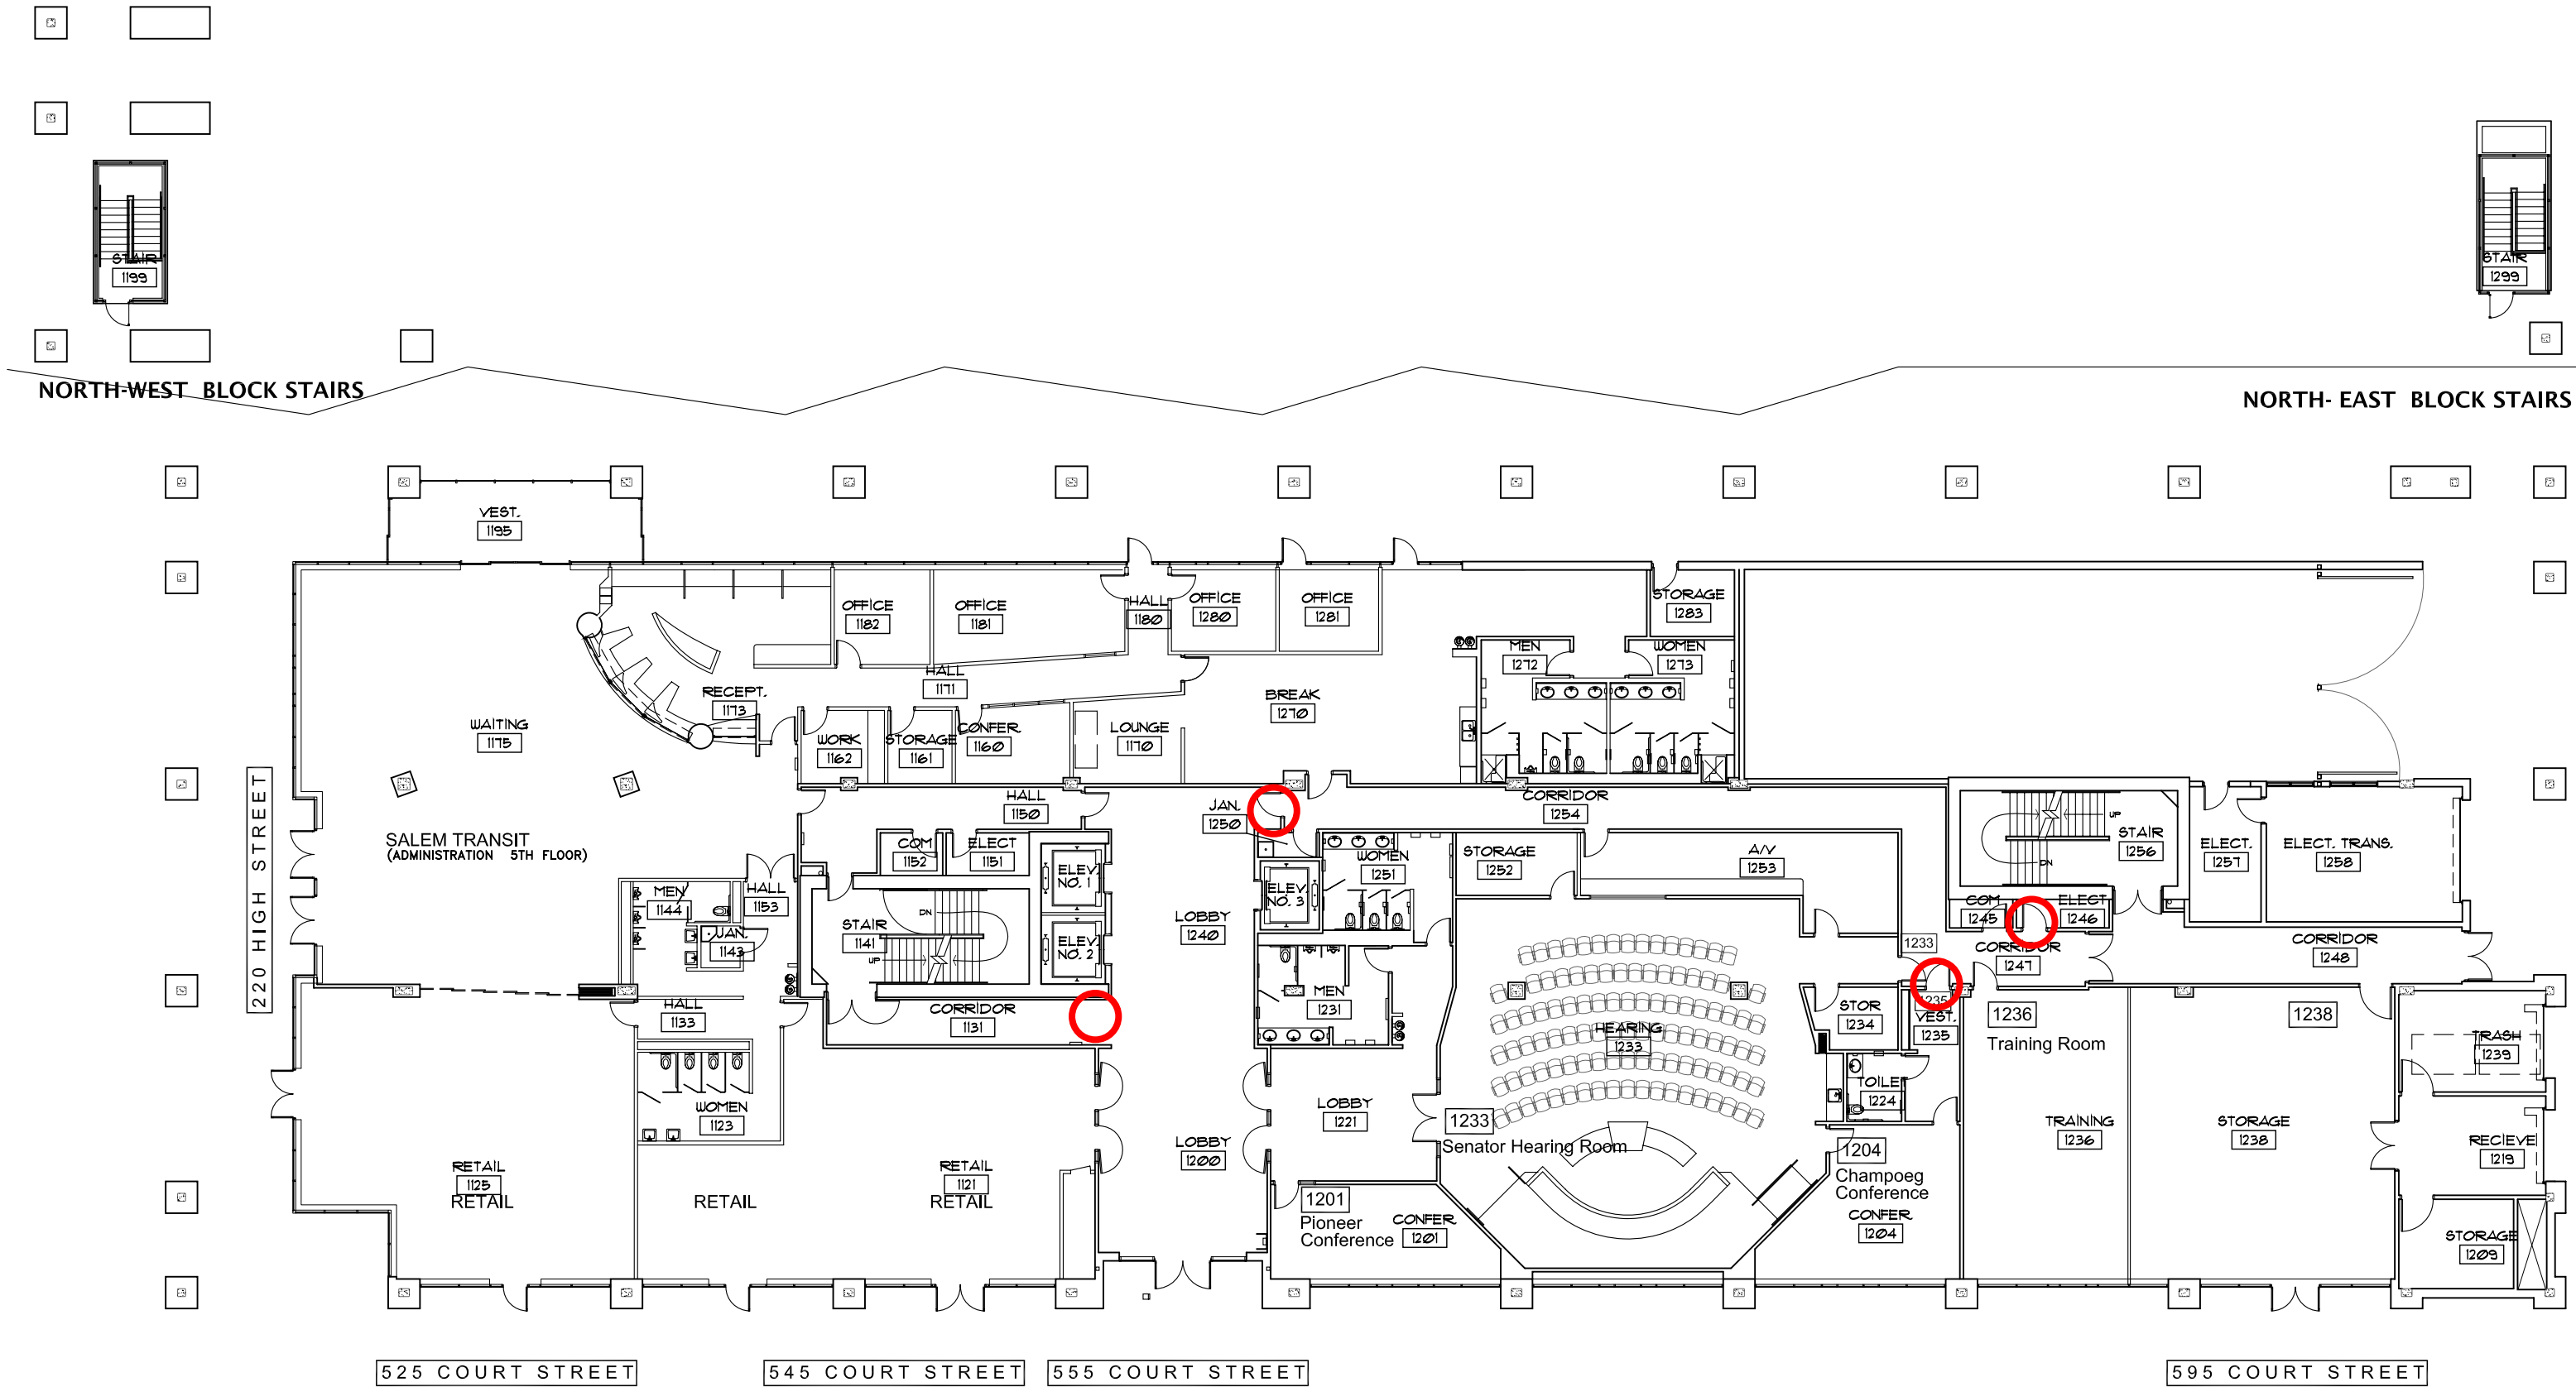 STAIR
1199
STAIR
1299
NORTH-WEST BLOCK STAIRS
NORTH- EAST BLOCK STAIRS
VEST.
1195
OFFICE
1182
OFFICE
1181
HALL
1180
OFFICE
1280
OFFICE
1281
STORAGE
1283
MEN
1272
WOMEN
1273
HALL
1171
RECEPT.
1173
WAITING
1175
WORK
1162
STORAGE
1161
CONFER.
1160
LOUNGE
1170
BREAK
1270
220 HIGH STREET
SALEM TRANSIT
(ADMINISTRATION 5TH FLOOR)
HALL
1150
JAN.
1250
CORRIDOR
1254
COM
1152
ELECT
1151
ELEV.
NO. 1
WOMEN
1251
STORAGE
1252
A/V
1253
UP
DN
STAIR
1256
ELECT.
1257
ELECT. TRANS.
1258
MEN
1144
HALL
1153
JAN.
1143
STAIR
1141
DN
UP
ELEV.
NO. 2
ELEV.
NO. 3
LOBBY
1240
COM
1245
ELECT
1246
1233
CORRIDOR
1247
CORRIDOR
1248
HALL
1133
CORRIDOR
1131
MEN
1231
HEARING
1233
STOR
1234
1235
VEST.
1235
1236
Training Room
1238
TRASH
1239
WOMEN
1123
LOBBY
1221
TOILET
1224
1233
Senator Hearing Room
1204
Champoeg
Conference
CONFER
1204
TRAINING
1236
STORAGE
1238
RECIEVE
1219
RETAIL
1125
RETAIL
RETAIL
RETAIL
1121
RETAIL
LOBBY
1200
1201
Pioneer
Conference
CONFER
1201
STORAGE
1209
525 COURT STREET
545 COURT STREET
555 COURT STREET
595 COURT STREET